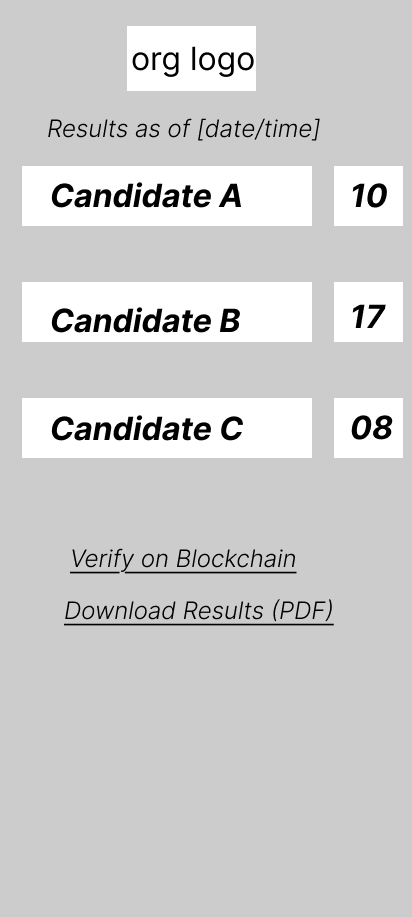 org logo
Results as of [date/time]
Candidate A 10
Candidate B 17
Candidate C 08
Verify on Blockchain
Download Results (PDF)